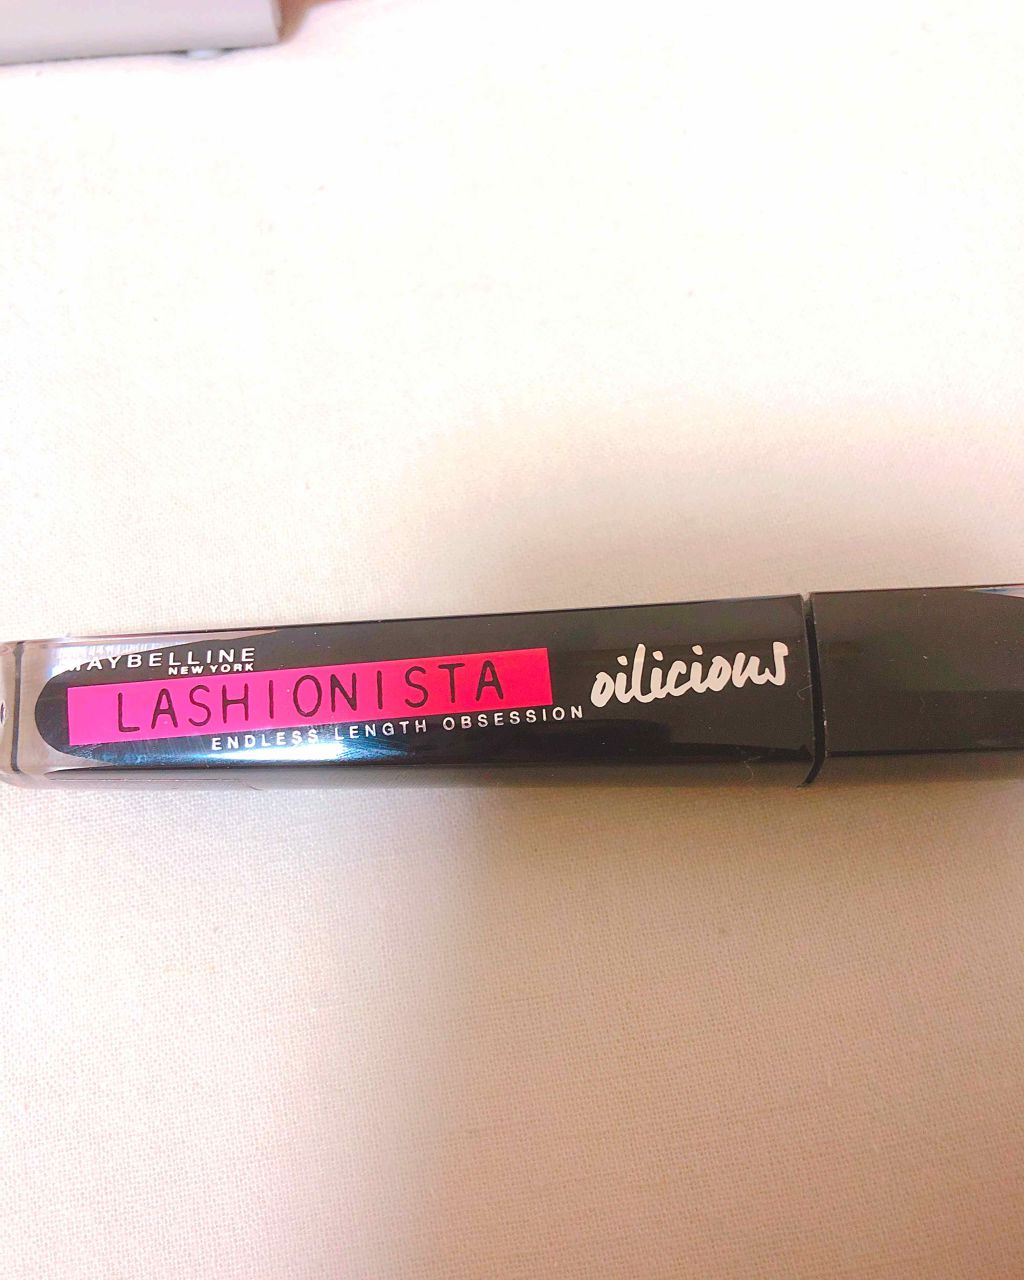 MAYBELLINE
NEW YORK
LASHIONISTA
ENDLESS LENGTH OBSESSION
oilicious